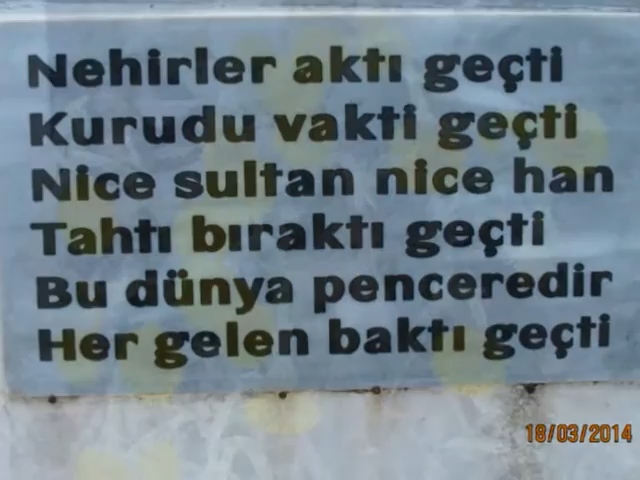 Nehirler aktı geçti
Kurudu vakti geçti
Nice sultan nice han
Tahtı bıraktı geçti
Bu dünya penceredir
Her gelen baktı geçti
18/03/2014